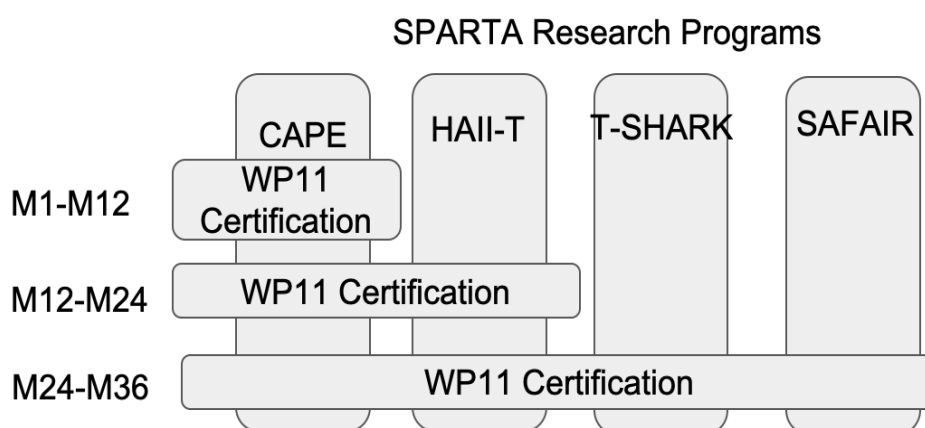 SPARTA Research Programs
CAPE
HAII-T
T-SHARK
SAFAIR
M1-M12
WP11
Certification
M12-M24
WP11 Certification
M24-M36
WP11 Certification